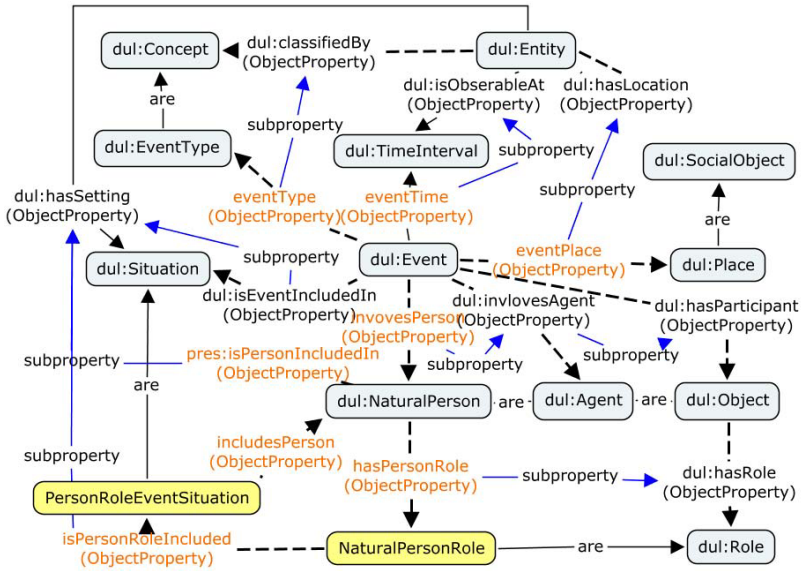 dul:Concept
dul:classifiedBy
(ObjectProperty)
dul:Entity
dul:isObserableAt
(ObjectProperty)
dul:hasLocation
(ObjectProperty)
are
subproperty
dul:EventType
dul:TimeInterval
subproperty
dul:SocialObject
dul:hasSetting
(ObjectProperty)
eventType
(ObjectProperty)
eventTime
(ObjectProperty)
subproperty
are
subproperty
dul:Situation
dul:Event
eventPlace
(ObjectProperty)
dul:Place
dul:isEventIncludedIn
(ObjectProperty)
invovesPerson
(ObjectProperty)
dul:invlovesAgent
(ObjectProperty)
dul:hasParticipant
(ObjectProperty)
subproperty
pres:isPersonIncludedIn
(ObjectProperty)
subproperty
subproperty
are
dul:NaturalPerson
are
dul:Agent
are
dul:Object
subproperty
includesPerson
(ObjectProperty)
hasPersonRole
(ObjectProperty)
subproperty
dul:hasRole
(ObjectProperty)
PersonRoleEventSituation
isPersonRoleIncluded
(ObjectProperty)
NaturalPersonRole
are
dul:Role